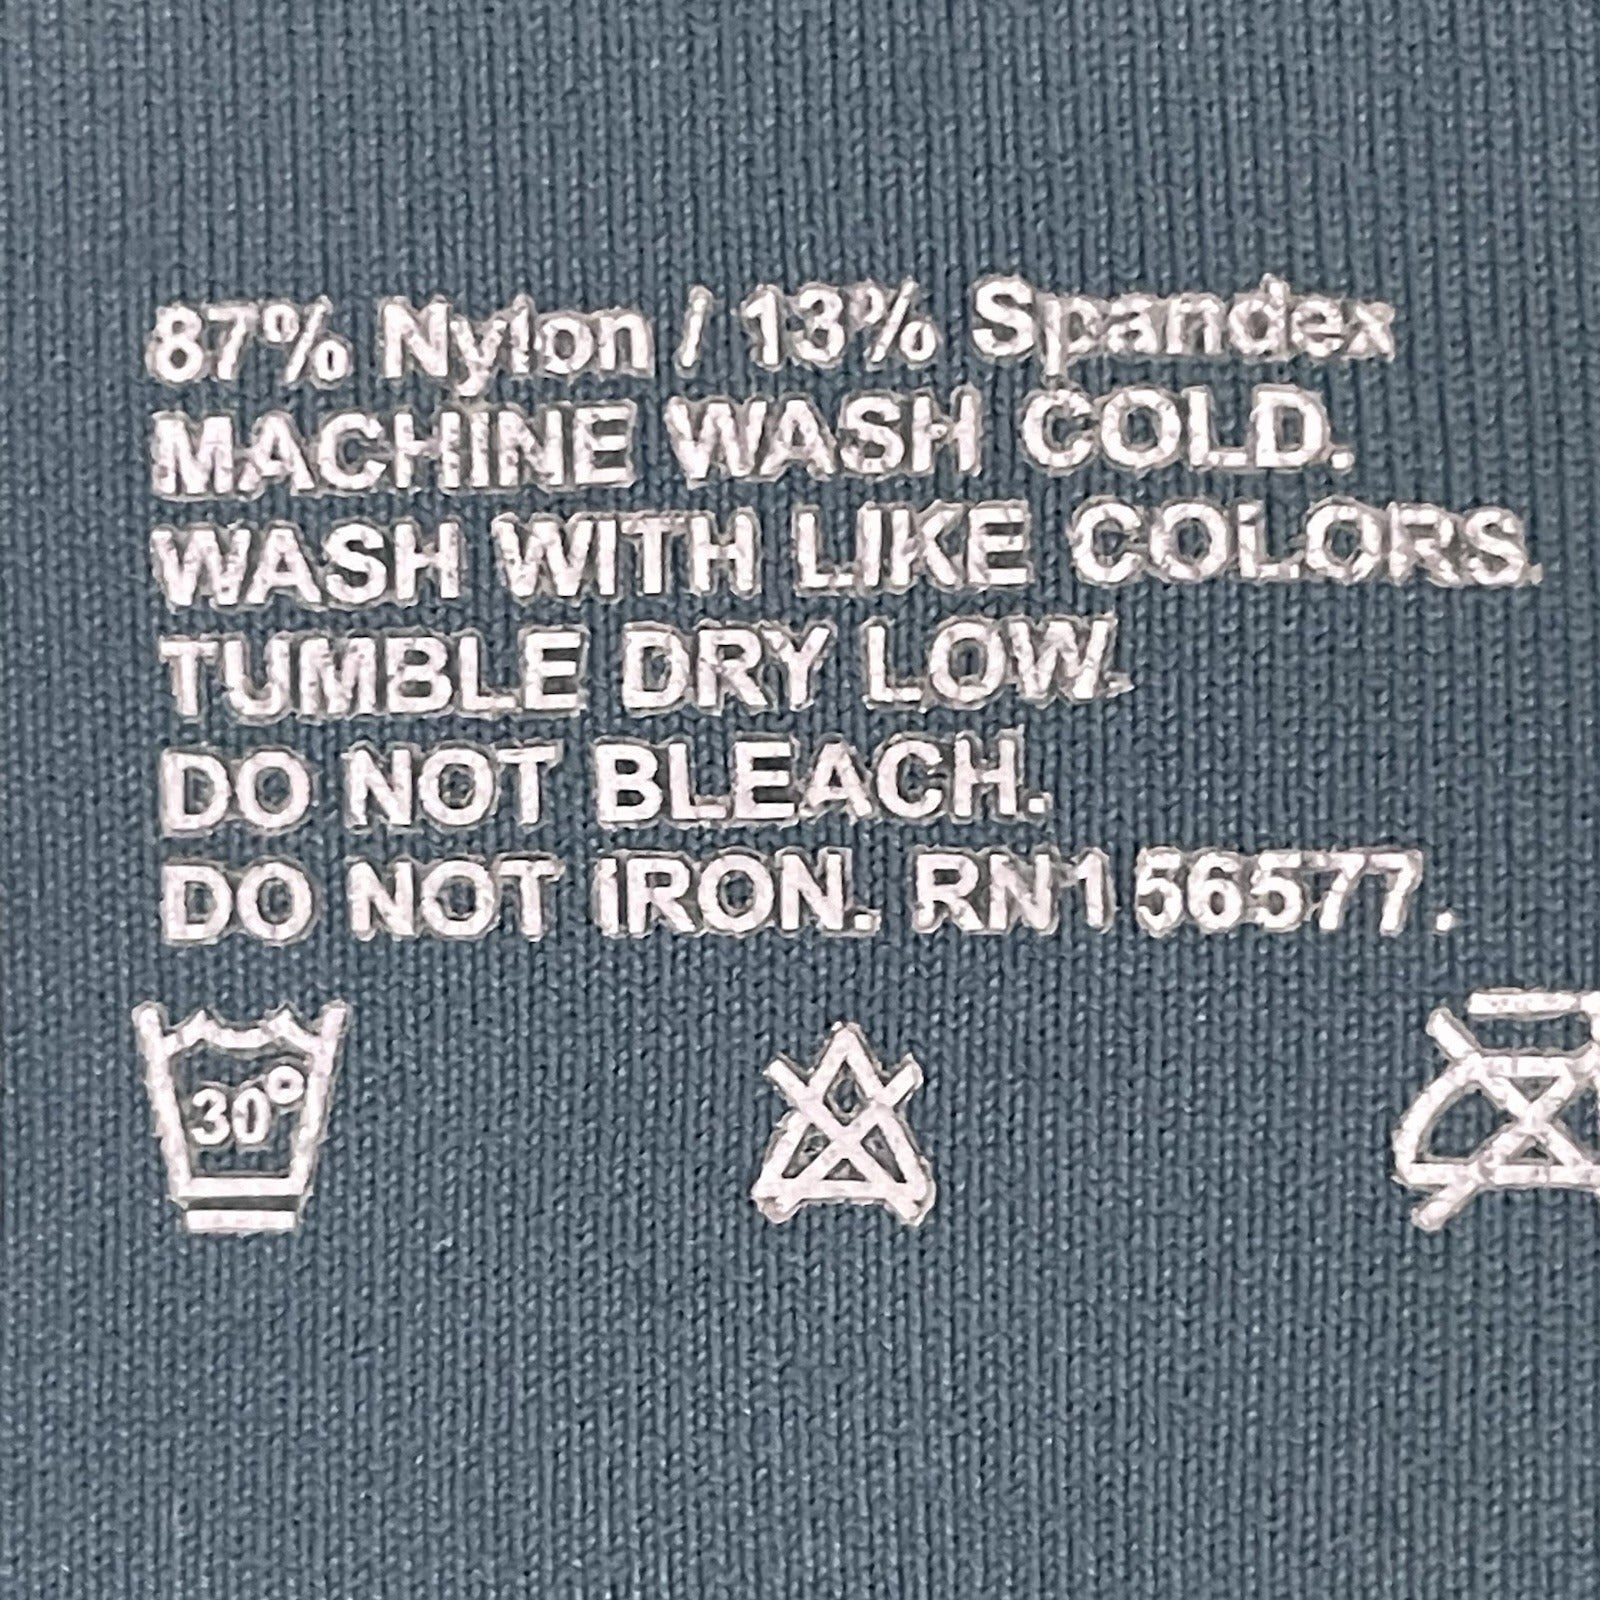 87% Nylon / 13% Spandex
MACHINE WASH COLD.
WASH WITH LIKE COLORS.
TUMBLE DRY LOW.
DO NOT BLEACH.
DO NOT IRON. RN156577.
30°